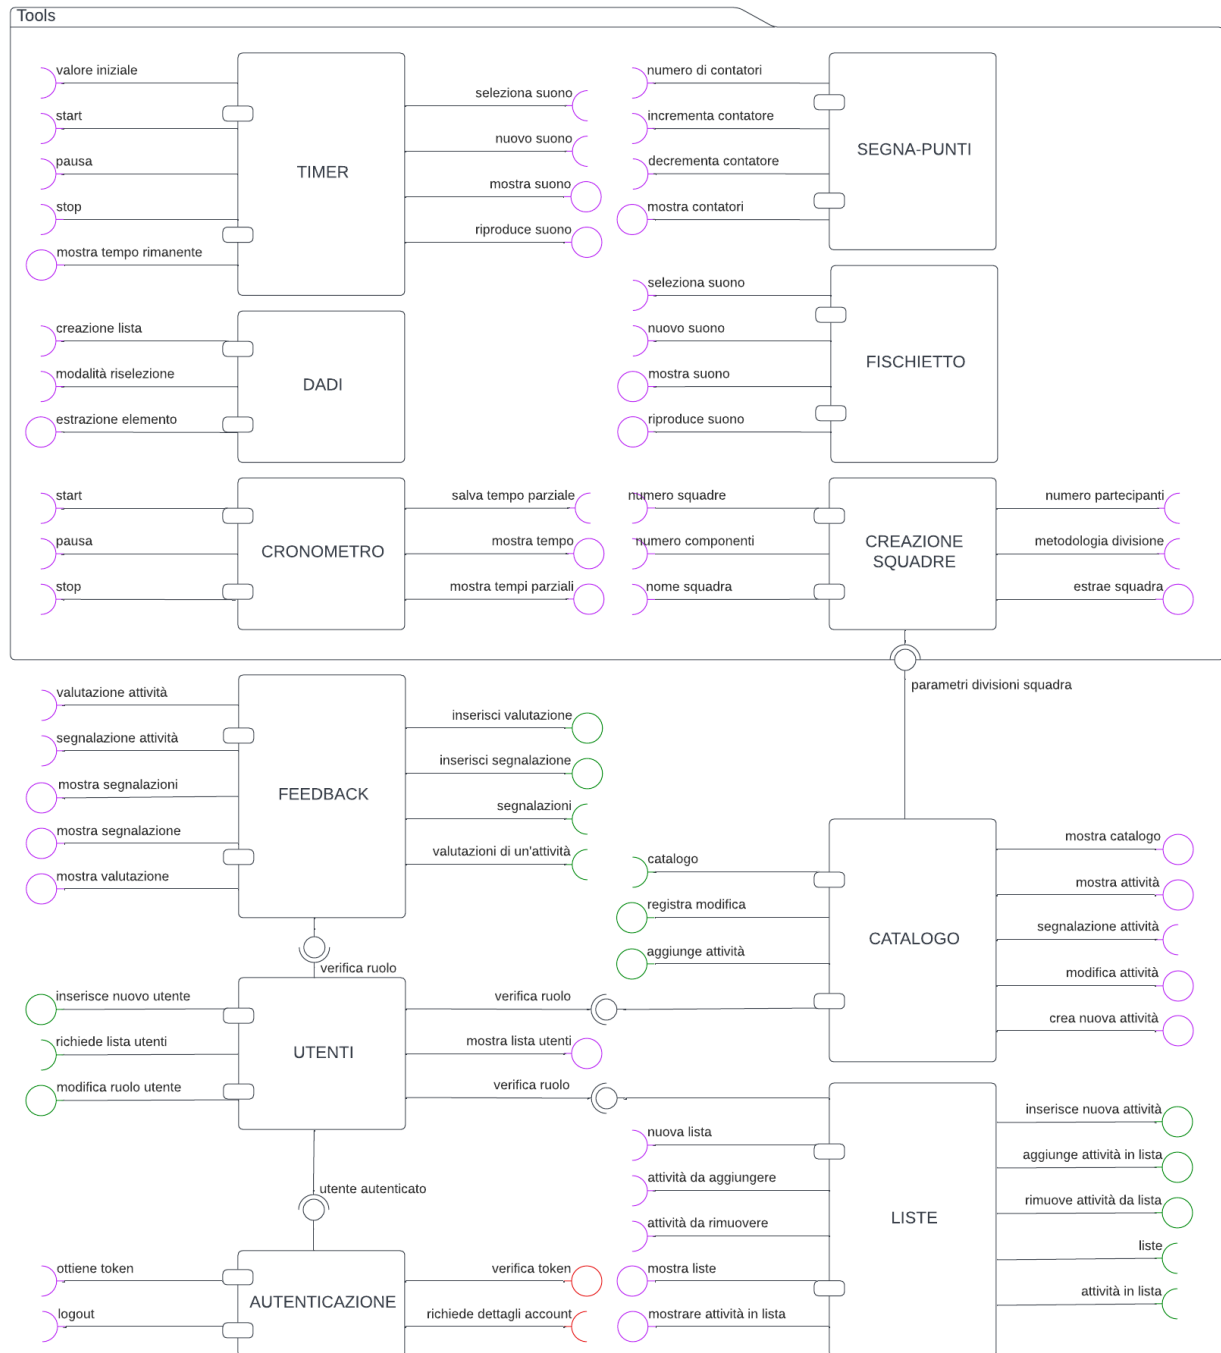 Tools
valore iniziale
start
pausa
stop
mostra tempo rimanente
TIMER
seleziona suono
nuovo suono
mostra suono
riproduce suono
numero di contatori
incrementa contatore
decrementa contatore
mostra contatori
SEGNA-PUNTI
creazione lista
modalità riselezione
estrazione elemento
DADI
seleziona suono
nuovo suono
mostra suono
riproduce suono
FISCHIETTO
start
pausa
stop
CRONOMETRO
salva tempo parziale
mostra tempo
mostra tempi parziali
numero squadre
numero componenti
nome squadra
CREAZIONE
SQUADRE
numero partecipanti
metodologia divisione
estrae squadra
parametri divisioni squadra
valutazione attività
segnalazione attività
mostra segnalazioni
mostra segnalazione
mostra valutazione
FEEDBACK
inserisci valutazione
inserisci segnalazione
segnalazioni
valutazioni di un'attività
verifica ruolo
catalogo
registra modifica
aggiunge attività
CATALOGO
mostra catalogo
mostra attività
segnalazione attività
modifica attività
crea nuova attività
inserisce nuovo utente
richiede lista utenti
modifica ruolo utente
UTENTI
verifica ruolo
mostra lista utenti
verifica ruolo
utente autenticato
nuova lista
attività da aggiungere
attività da rimuovere
mostra liste
mostrare attività in lista
LISTE
inserisce nuova attività
aggiunge attività in lista
rimuove attività da lista
liste
attività in lista
ottiene token
logout
AUTENTICAZIONE
verifica token
richiede dettagli account